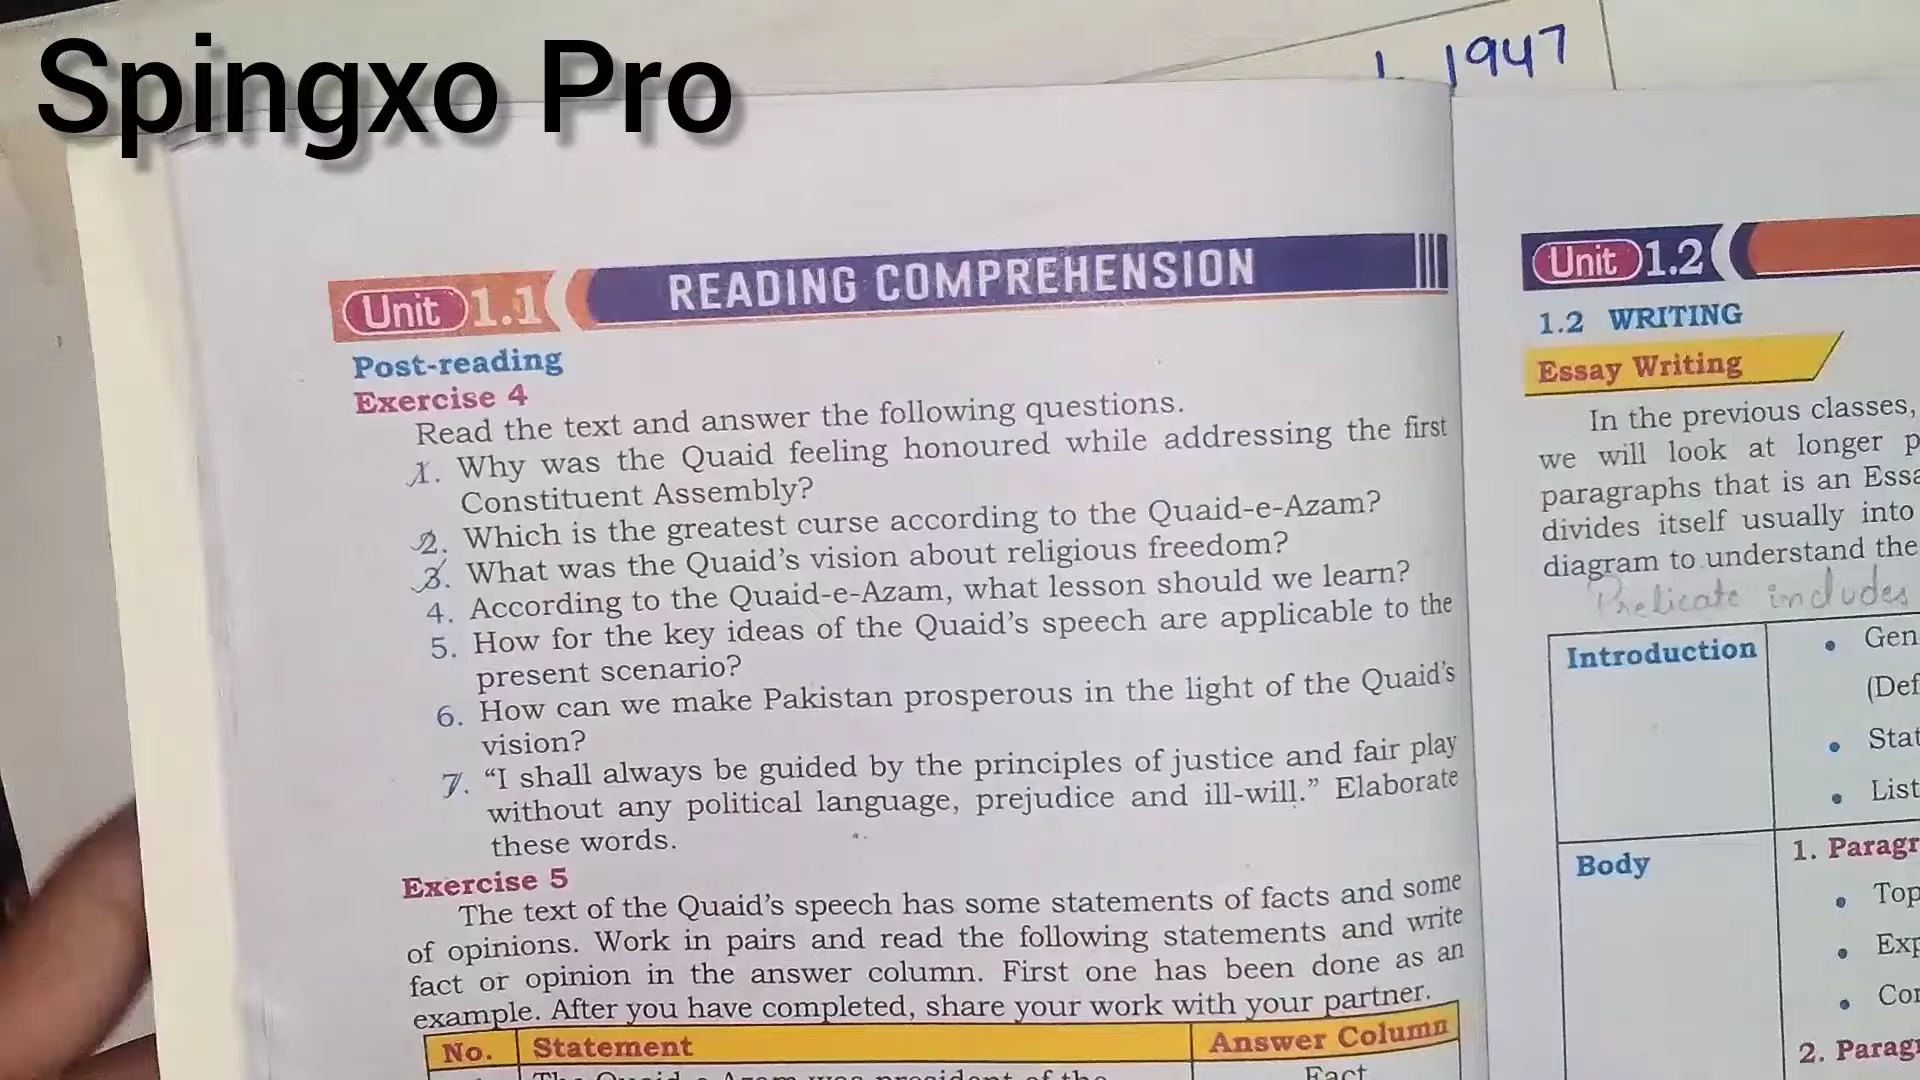 Spingxo Pro
1947
Unit 1.1 READING COMPREHENSION
Post-reading
Exercise 4
Read the text and answer the following questions.
1. Why was the Quaid feeling honoured while addressing the first
Constituent Assembly?
2. Which is the greatest curse according to the Quaid-e-Azam?
3. What was the Quaid's vision about religious freedom?
4. According to the Quaid-e-Azam, what lesson should we learn?
5. How for the key ideas of the Quaid's speech are applicable to the
present scenario?
6. How can we make Pakistan prosperous in the light of the Quaid's
vision?
7. “I shall always be guided by the principles of justice and fair play
without any political language, prejudice and ill-will.” Elaborate
these words.
Exercise 5
The text of the Quaid's speech has some statements of facts and some
of opinions. Work in pairs and read the following statements and write
fact or opinion in the answer column. First one has been done as an
example. After you have completed, share your work with your partner.
No. Statement Answer Column
The Quaid-e-Azam was president of the Fact
Unit 1.2
1.2 WRITING
Essay Writing
In the previous classes,
we will look at longer p
paragraphs that is an Essa
divides itself usually into
diagram to understand the
includes
Introduction
• Gen
(Def
• Stat
• List
Body
1. Paragr
• Top
• Exp
• Con
2. Paragr